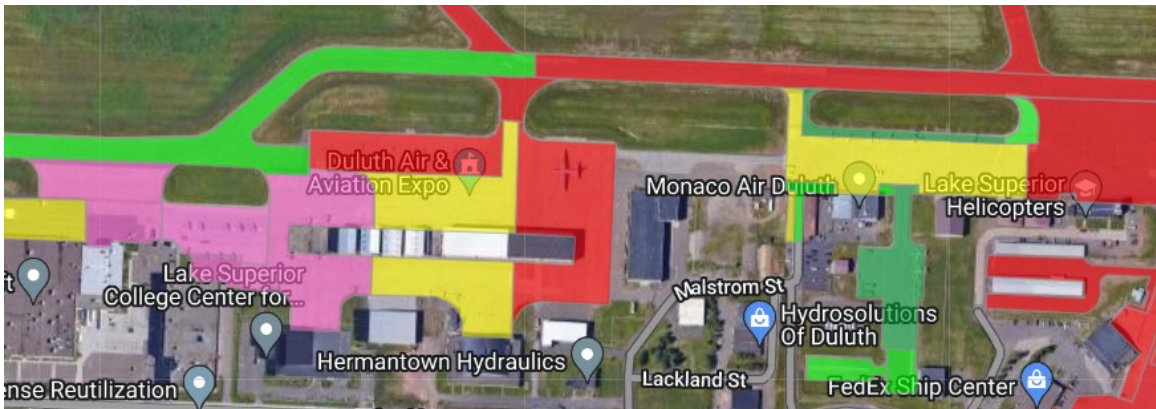 Duluth Air &
Aviation Expo
Monaco Air Duluth
Lake Superior
Helicopters
ft
Lake Superior
College Center for...
Malstrom St
Hydrosolutions
Of Duluth
Hermantown Hydraulics
Lackland St
FedEx Ship Center
ense Reutilization